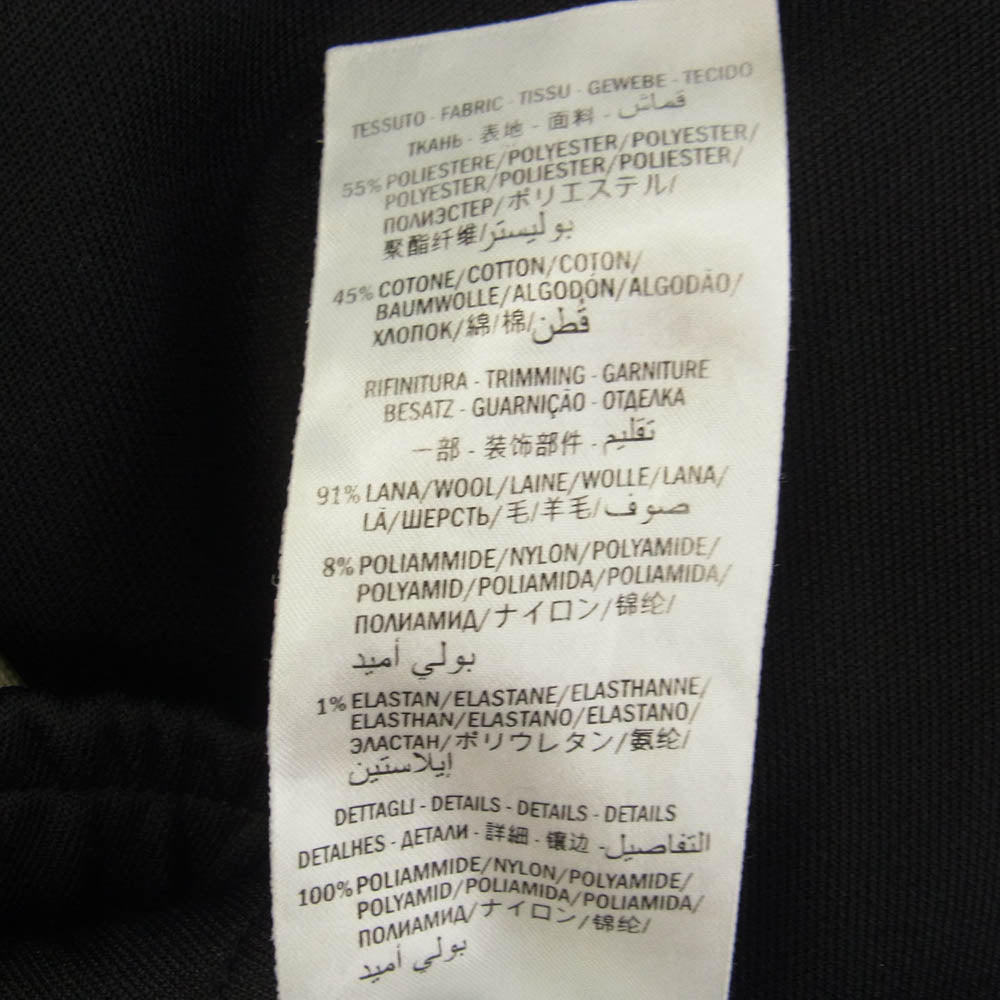 TESSUTO - FABRIC - TISSU - GEWEBE - TECIDO
ТКАНЬ - 表地 - 面料 - قماش
55% POLIESTERE/POLYESTER/POLYESTER/
POLYESTER/POLIESTER/POLIESTER/
ПОЛИЭСТЕР/ポリエステル/
聚酯纤维/بوليستر
45% COTONE/COTTON/COTON/
BAUMWOLLE/ALGODÓN/ALGODÃO/
ХЛОПОК/綿/棉/قُطن
RIFINITURA - TRIMMING - GARNITURE
BESATZ - GUARNIÇÃO - ОТДЕЛКА
一部 - 装饰部件 - تقليم
91% LANA/WOOL/LAINE/WOLLE/LANA/
LÃ/ШЕРСТЬ/毛/羊毛/صوف
8% POLIAMMIDE/NYLON/POLYAMIDE/
POLYAMID/POLIAMIDA/POLIAMIDA/
ПОЛИАМИД/ナイロン/锦纶/
بولي أميد
1% ELASTAN/ELASTANE/ELASTHANNE/
ELASTHAN/ELASTANO/ELASTANO/
ЭЛАСТАН/ポリウレタン/氨纶/
إيلاستين
DETTAGLI - DETAILS - DETAILS - DETAILS
DETALHES - ДЕТАЛИ - 詳細 - 镶边 - التفاصيل
100% POLIAMMIDE/NYLON/POLYAMIDE/
POLYAMID/POLIAMIDA/POLIAMIDA/
ПОЛИАМИД/ナイロン/锦纶/
بولي أميد